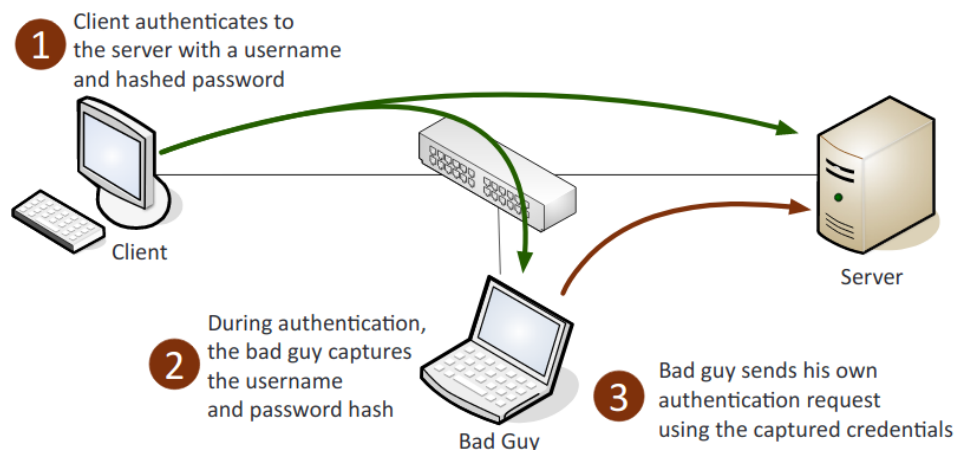 1
Client authenticates to
the server with a username
and hashed password
Client
Server
2
During authentication,
the bad guy captures
the username
and password hash
Bad Guy
3
Bad guy sends his own
authentication request
using the captured credentials